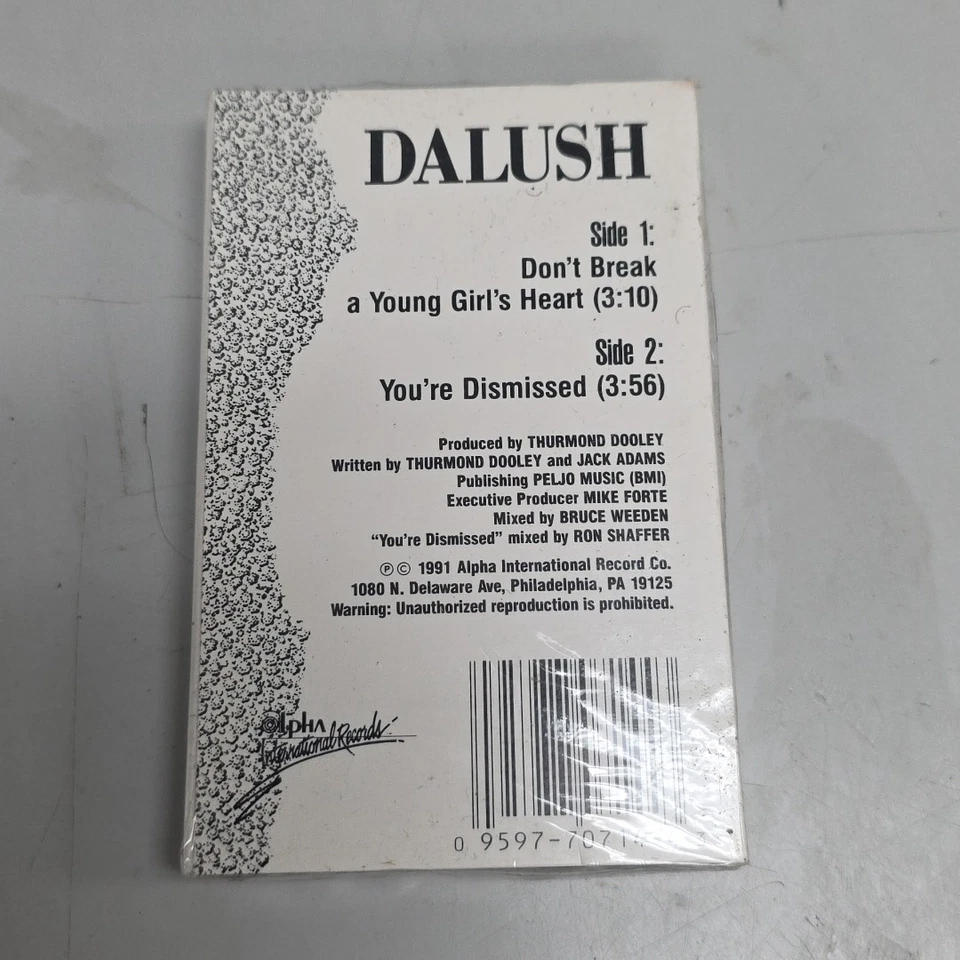 DALUSH
Side 1:
Don't Break
a Young Girl's Heart (3:10)
Side 2:
You're Dismissed (3:56)
Produced by THURMOND DOOLEY
Written by THURMOND DOOLEY and JACK ADAMS
Publishing PELJO MUSIC (BMI)
Executive Producer MIKE FORTE
Mixed by BRUCE WEEDEN
"You're Dismissed" mixed by RON SHAFFER
℗© 1991 Alpha International Record Co.
1080 N. Delaware Ave, Philadelphia, PA 19125
Warning: Unauthorized reproduction is prohibited.
alpha
International Records
0 9597-7071